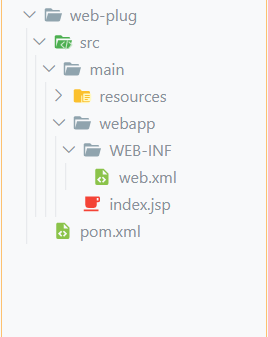 web-plug
src
main
resources
webapp
WEB-INF
web.xml
index.jsp
pom.xml